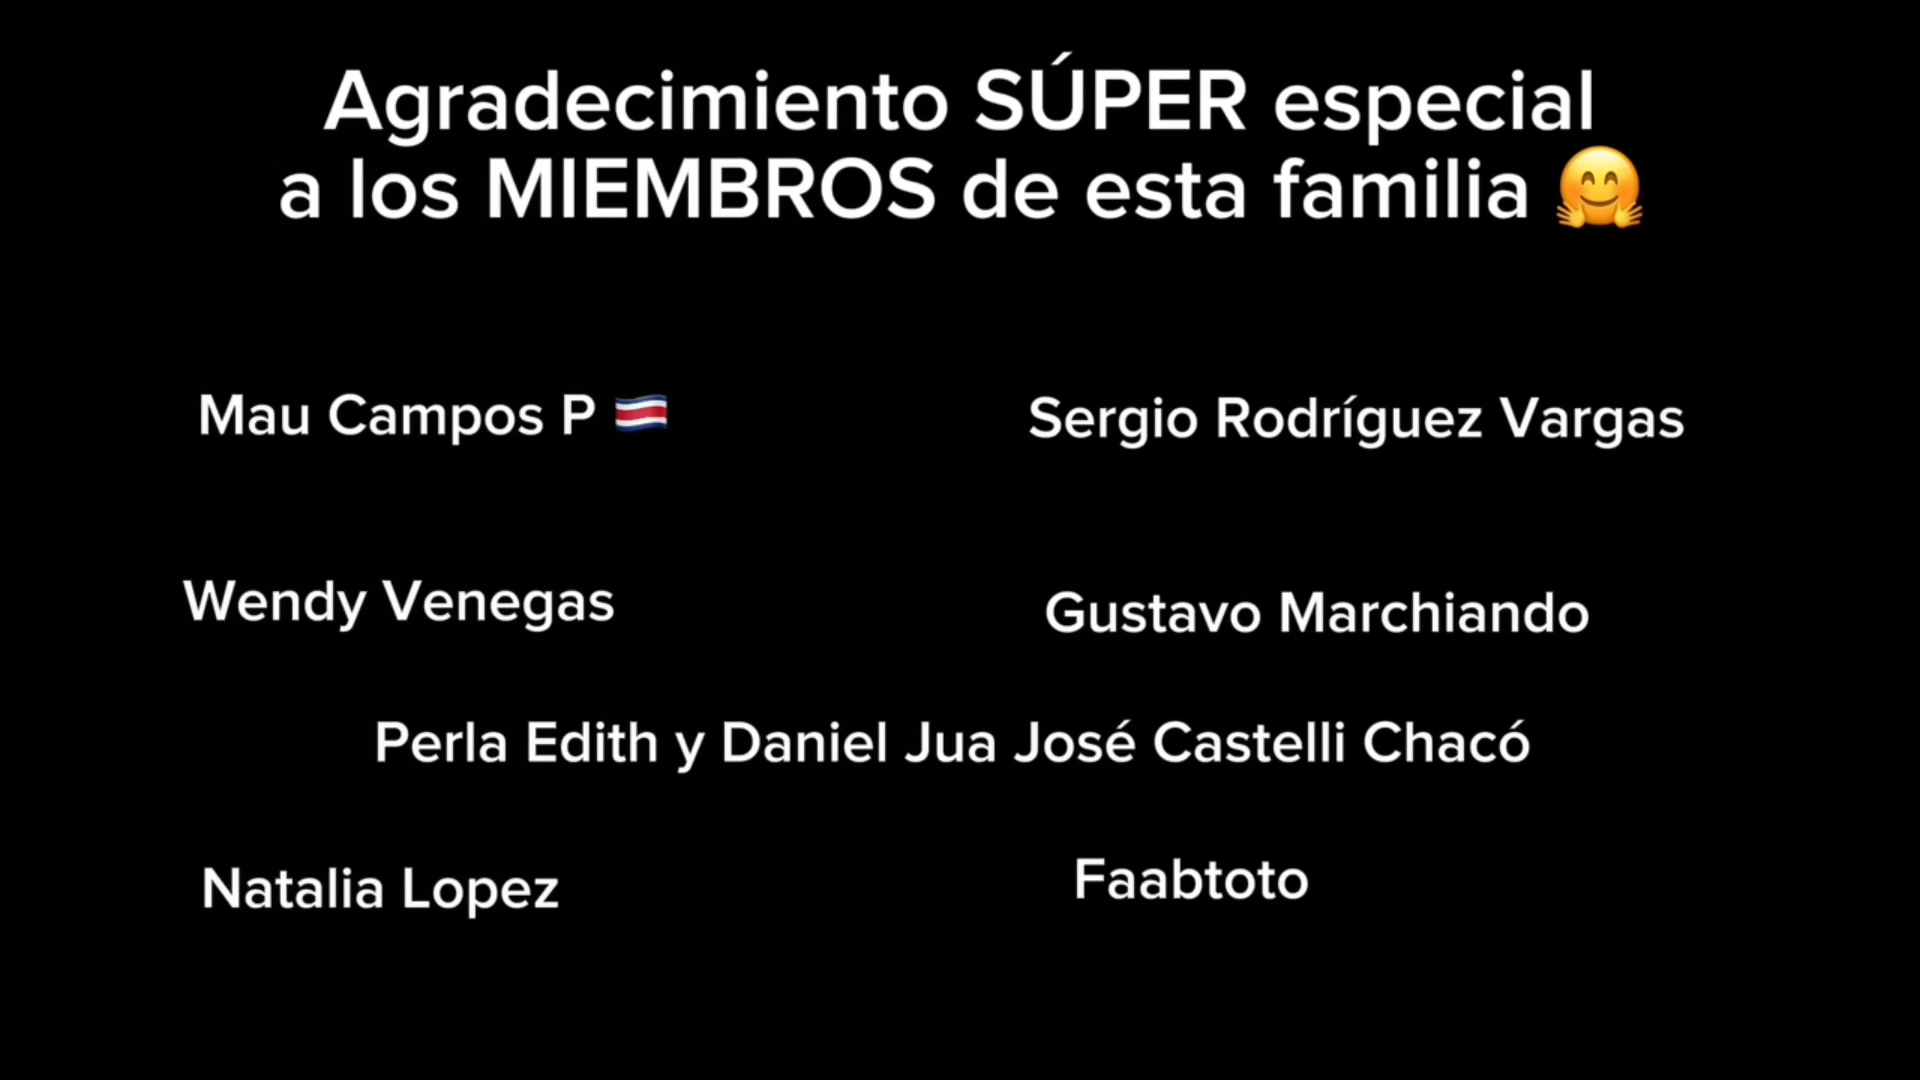 Agradecimiento SÚPER especial
a los MIEMBROS de esta familia 🤗
Mau Campos P 🇨🇷
Sergio Rodríguez Vargas
Wendy Venegas
Gustavo Marchiando
Perla Edith y Daniel Jua José Castelli Chacó
Natalia Lopez
Faabtoto